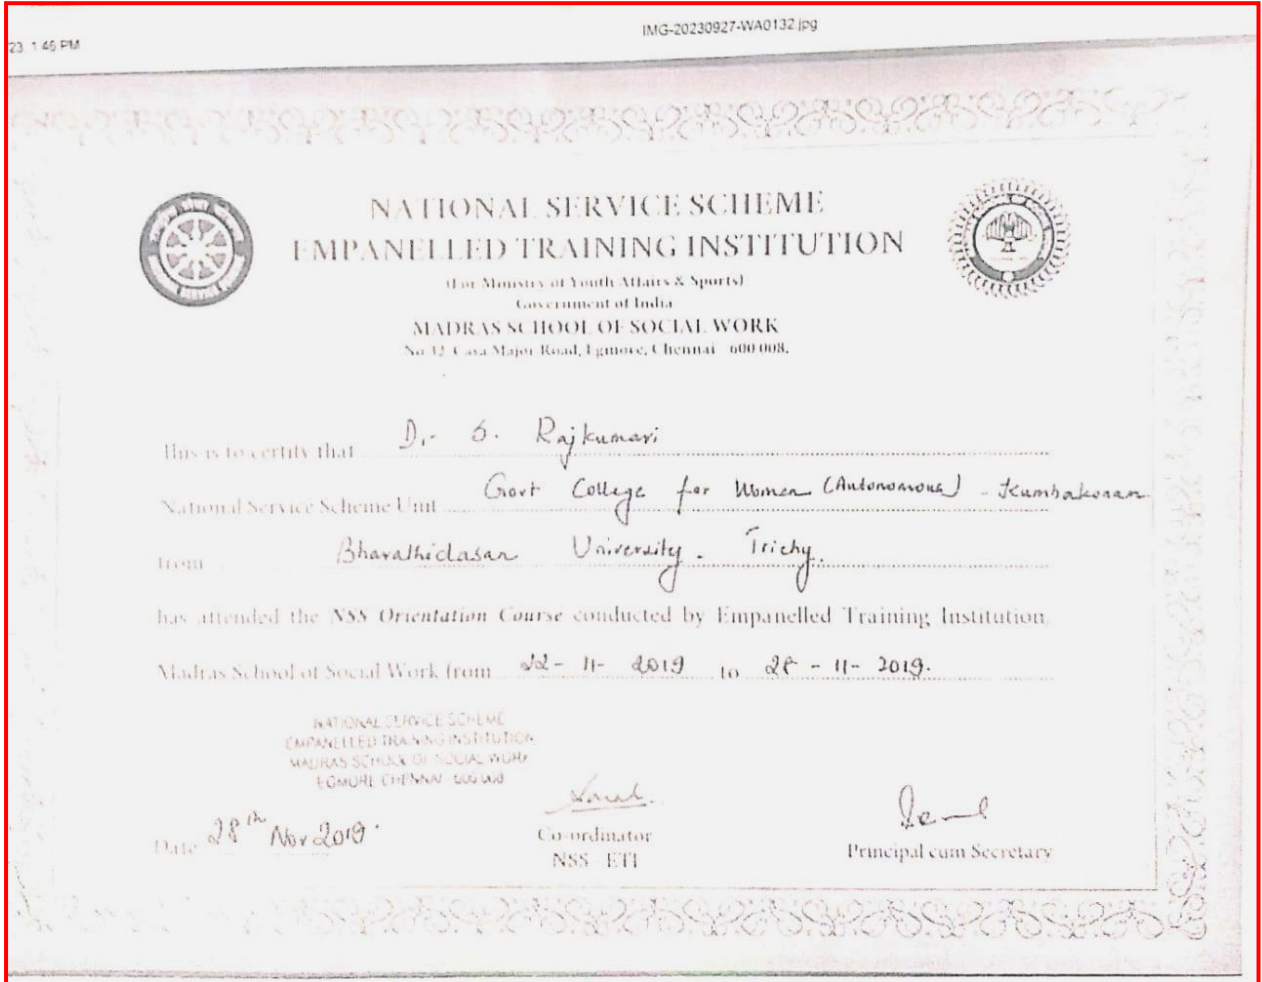 23, 1:46 PM
IMG-20230927-WA0132.jpg
NATIONAL SERVICE SCHEME
EMPANELLED TRAINING INSTITUTION
(For Ministry of Youth Affairs & Sports)
Government of India
MADRAS SCHOOL OF SOCIAL WORK
No 32 Casa Major Road, Egmore, Chennai 600 008.
This is to certify that Dr. S. Rajkumari
National Service Scheme Unit Govt College for Women (Autonomous) - Kumbakonam
from Bharathidasan University. Trichy.
has attended the NSS Orientation Course conducted by Empanelled Training Institution,
Madras School of Social Work from 22-11-2019 to 28-11-2019.
NATIONAL SERVICE SCHEME
EMPANELLED TRAINING INSTITUTION
MADRAS SCHOOL OF SOCIAL WORK
EGMORE CHENNAI - 600 008
Date 28th Nov 2019.
Co-ordinator
NSS - ETI
Principal cum Secretary